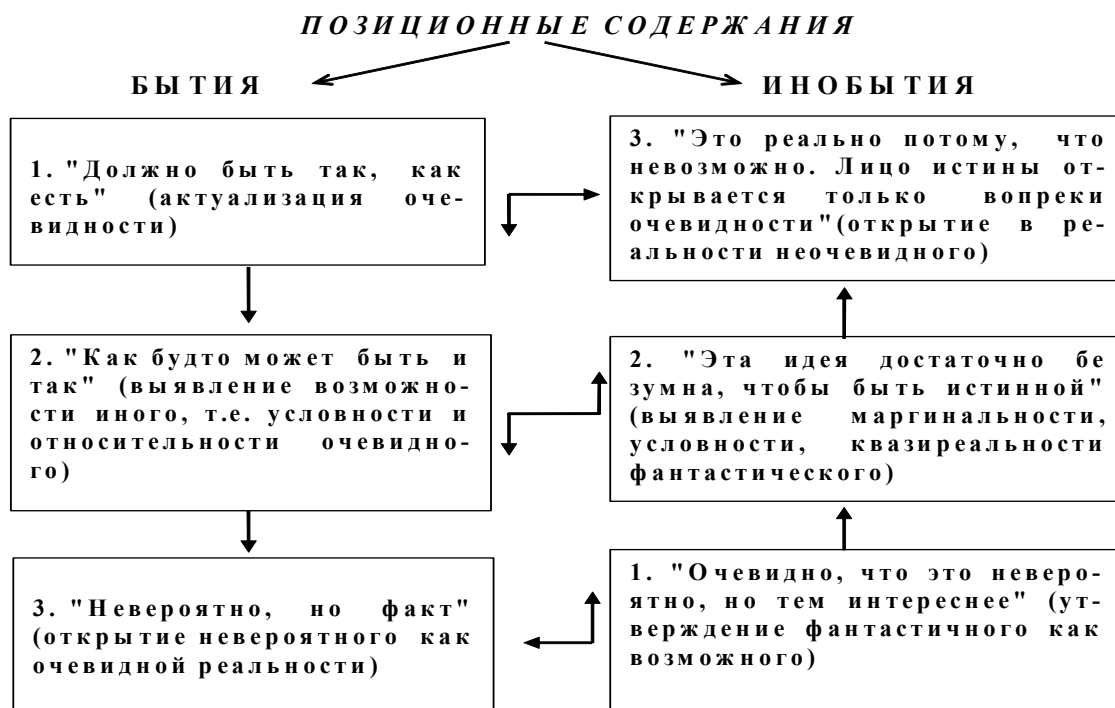 ПОЗИЦИОННЫЕ СОДЕРЖАНИЯ
БЫТИЯ
ИНОБЫТИЯ
1. "Должно быть так, как
есть" (актуализация оче-
видности)
2. "Как будто может быть и
так" (выявление возможно-
сти иного, т.е. условности и
относительности очевидно-
го)
3. "Невероятно, но факт"
(открытие невероятного как
очевидной реальности)
3. "Это реально потому, что
невозможно. Лицо истины от-
крывается только вопреки
очевидности"(открытие в ре-
альности неочевидного)
2. "Эта идея достаточно бе
зумна, чтобы быть истинной"
(выявление маргинальности,
условности, квазиреальности
фантастического)
1. "Очевидно, что это неверо-
ятно, но тем интереснее" (ут-
верждение фантастичного как
возможного)